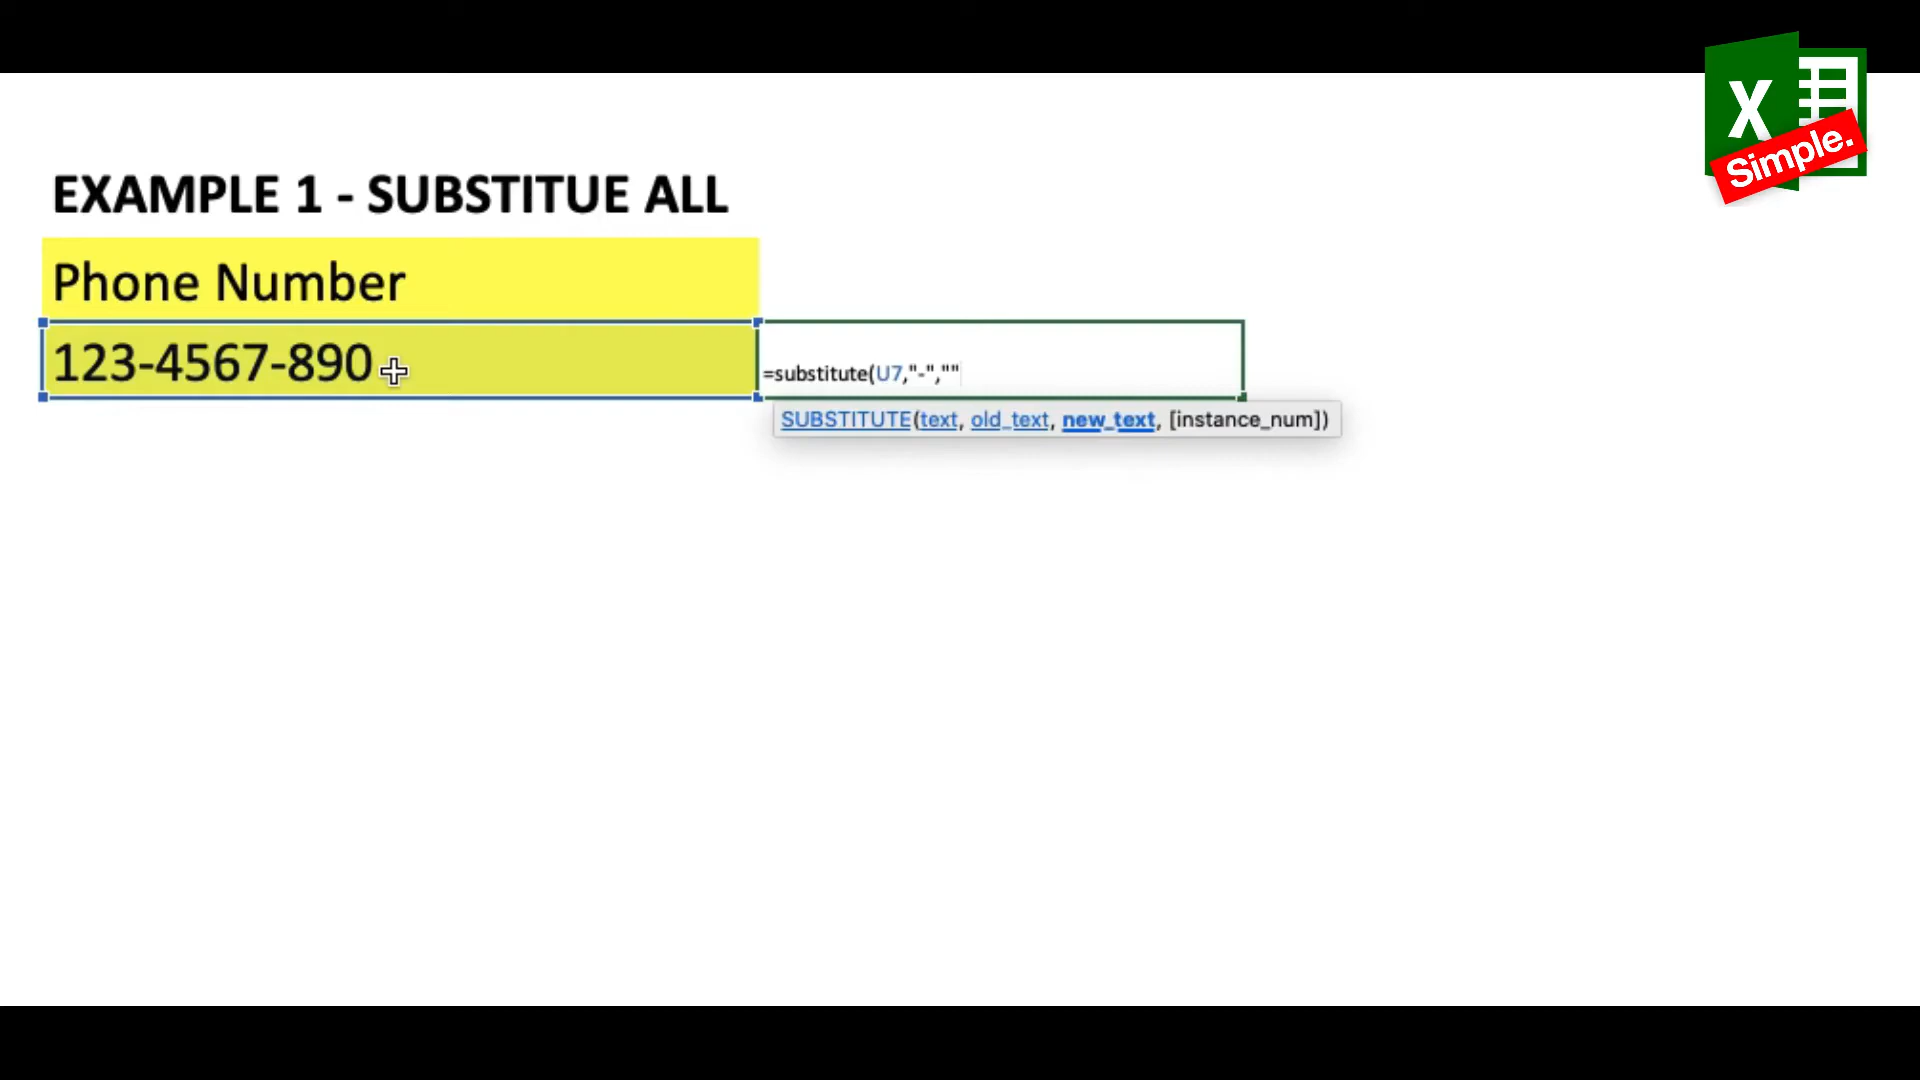 X
Simple.
EXAMPLE 1 - SUBSTITUE ALL
Phone Number
123-4567-890
=substitute(U7,"-",""
SUBSTITUTE(text, old_text, new_text, [instance_num])